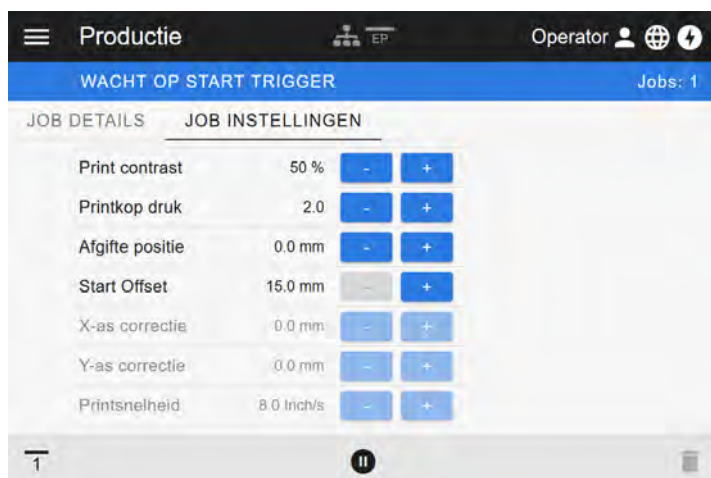 Productie EP Operator
WACHT OP START TRIGGER Jobs: 1
JOB DETAILS JOB INSTELLINGEN
Print contrast 50 % - +
Printkop druk 2.0 - +
Afgifte positie 0.0 mm - +
Start Offset 15.0 mm - +
X-as correctie 0.0 mm - +
Y-as correctie 0.0 mm - +
Printsnelheid 8.0 Inch/s - +
1